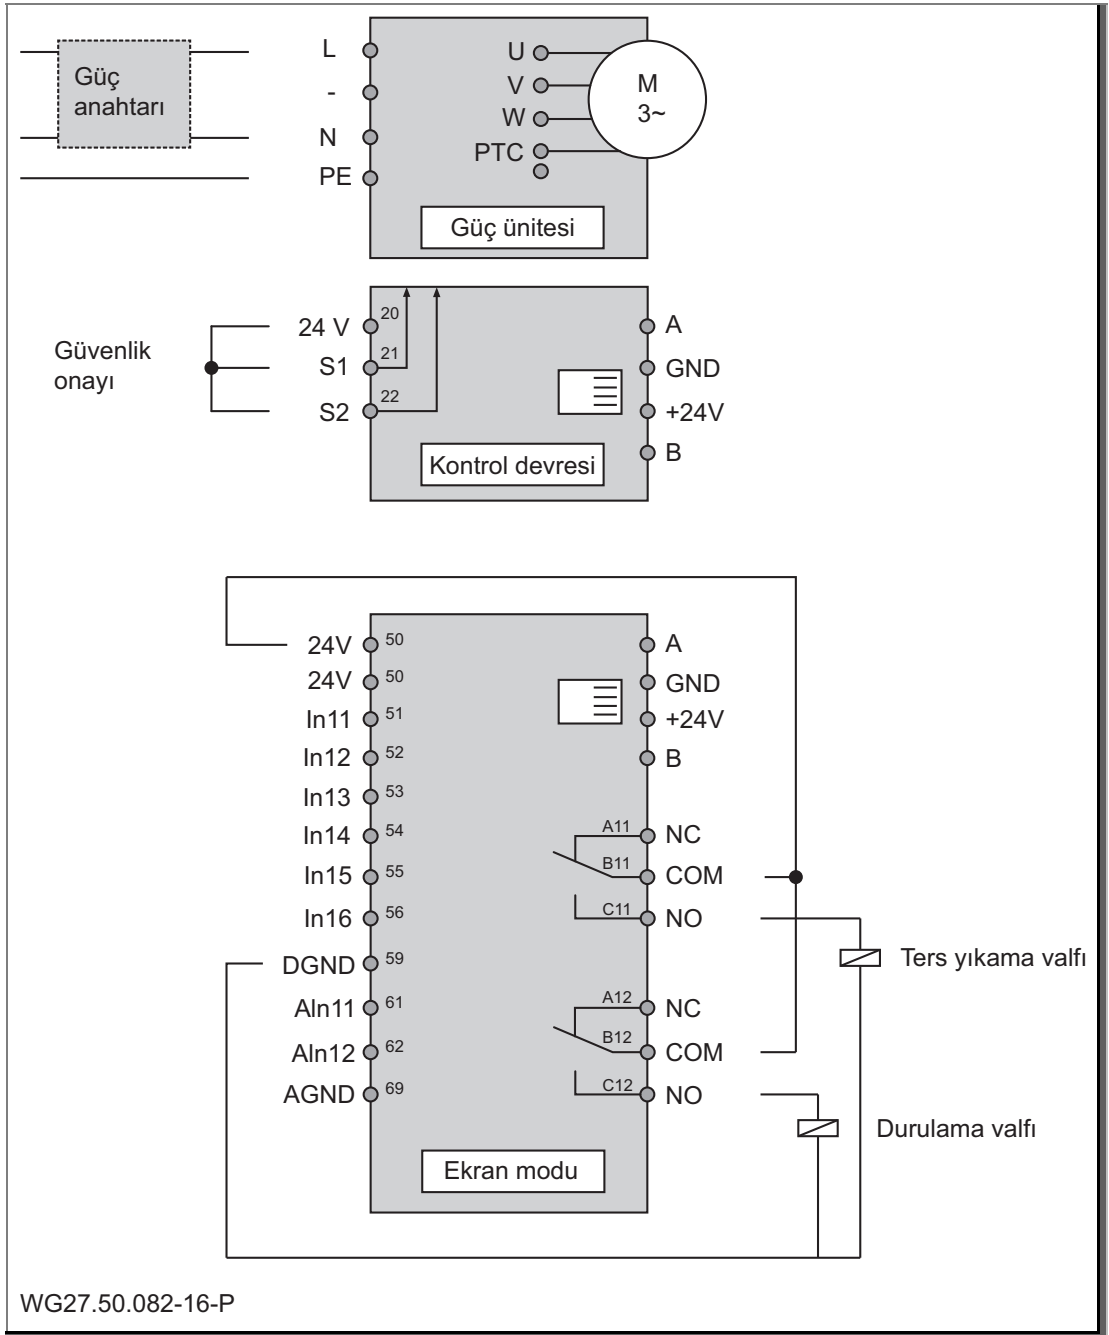 Güç
anahtarı
L
-
N
PE
U
V
W
PTC
M
3~
Güç ünitesi
Güvenlik
onayı
24 V
S1
S2
20
21
22
A
GND
+24V
B
Kontrol devresi
24V 50
24V 50
In11 51
In12 52
In13 53
In14 54
In15 55
In16 56
DGND 59
AIn11 61
AIn12 62
AGND 69
A
GND
+24V
B
A11 NC
B11 COM
C11 NO
A12 NC
B12 COM
C12 NO
Ters yıkama valfı
Durulama valfı
Ekran modu
WG27.50.082-16-P